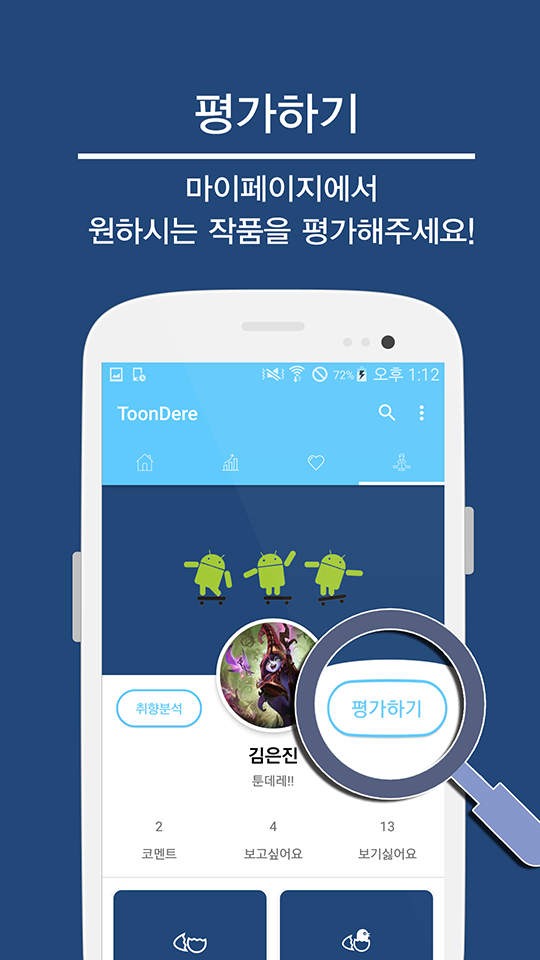 평가하기
마이페이지에서
원하시는 작품을 평가해주세요!
72% 오후 1:12
ToonDere
취향분석
평가하기
김은진
툰데레!!
2 4 13
코멘트 보고싶어요 보기싫어요